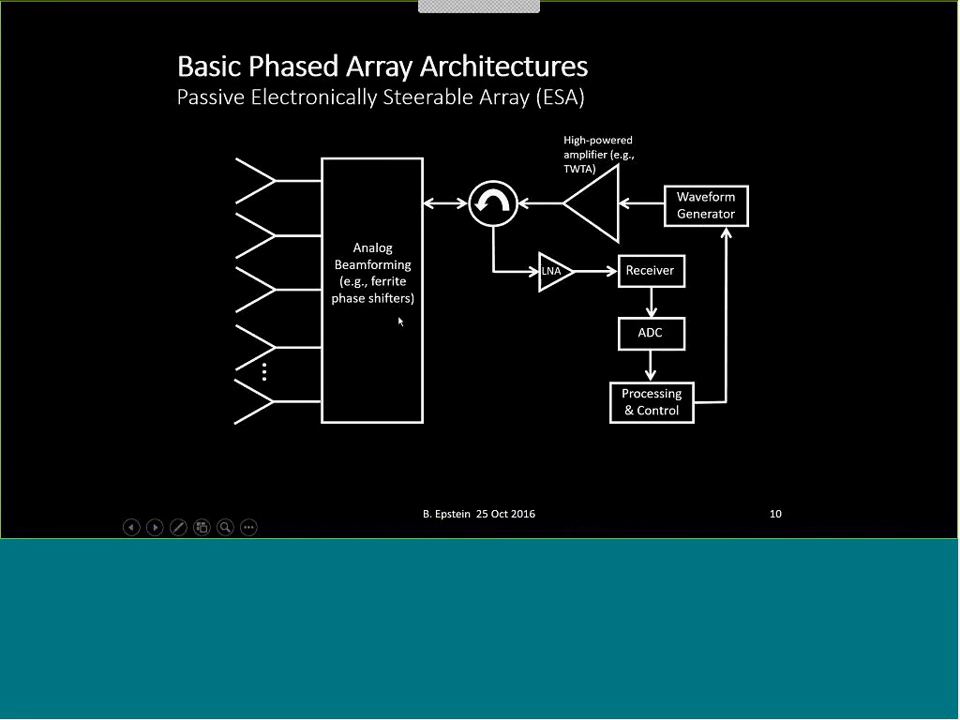 Basic Phased Array Architectures
Passive Electronically Steerable Array (ESA)
High-powered
amplifier (e.g.,
TWTA)
Waveform
Generator
Analog
Beamforming
(e.g., ferrite
phase shifters)
LNA
Receiver
ADC
Processing
& Control
B. Epstein 25 Oct 2016
10